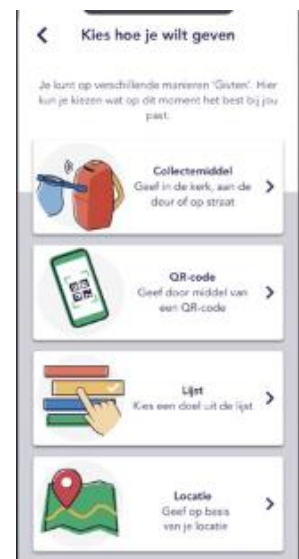 Kies hoe je wilt geven
Je kunt op verschillende manieren 'Givten'. Hier
kun je kiezen wat op dit moment het best bij jou
past.
Collectemiddel
Geef in de kerk, aan de
deur of op straat
QR-code
Geef door middel van
een QR-code
Lijst
Kies een doel uit de lijst
Locatie
Geef op basis
van je locatie